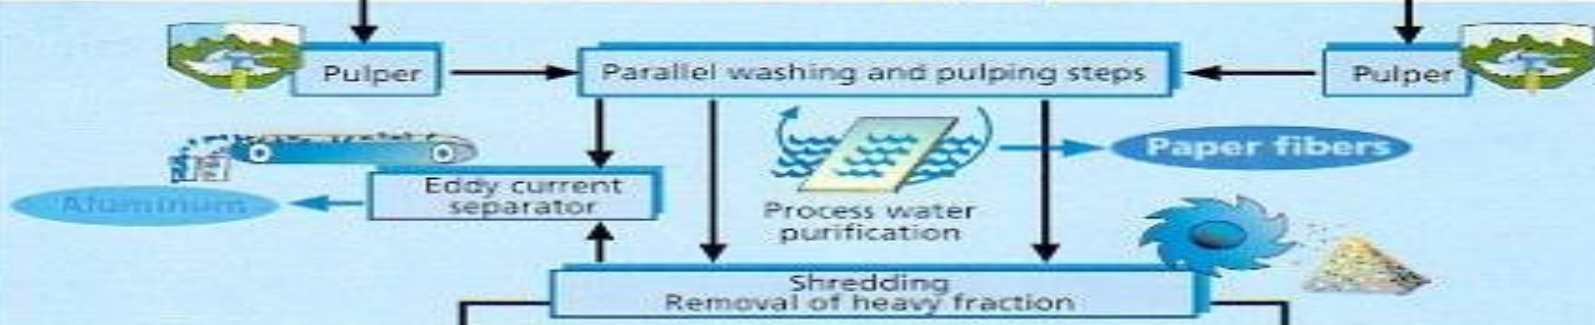 Pulper
Parallel washing and pulping steps
Pulper
Paper fibers
Eddy current
separator
Aluminum
Process water
purification
Shredding
Removal of heavy fraction